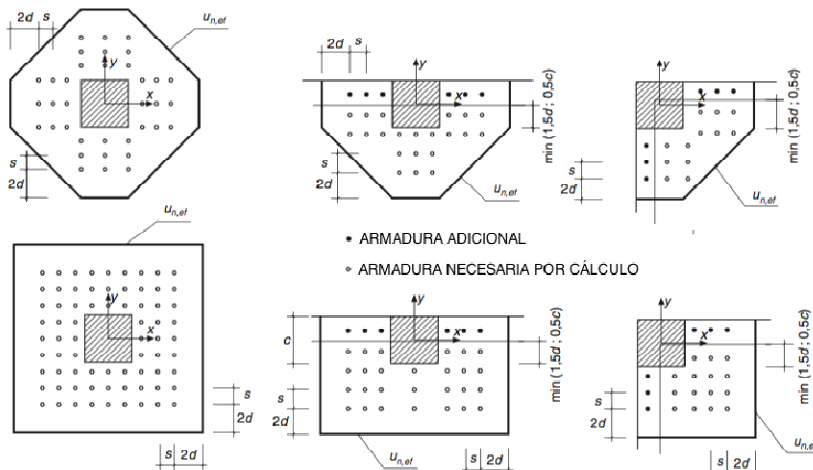 2d s
u n,ef
y
x
s
2d
2d s
y
x
min (1,5d ; 0,5c)
s
2d
u n,ef
y
x
min (1,5d ; 0,5c)
s
2d
u n,ef
u n,ef
y
x
s
2d
s 2d
• ARMADURA ADICIONAL
∘ ARMADURA NECESARIA POR CÁLCULO
c
y
x
min (1,5d ; 0,5c)
s
2d
u n,ef
s 2d
y
x
min (1,5d ; 0,5c)
s
2d
u n,ef
s 2d